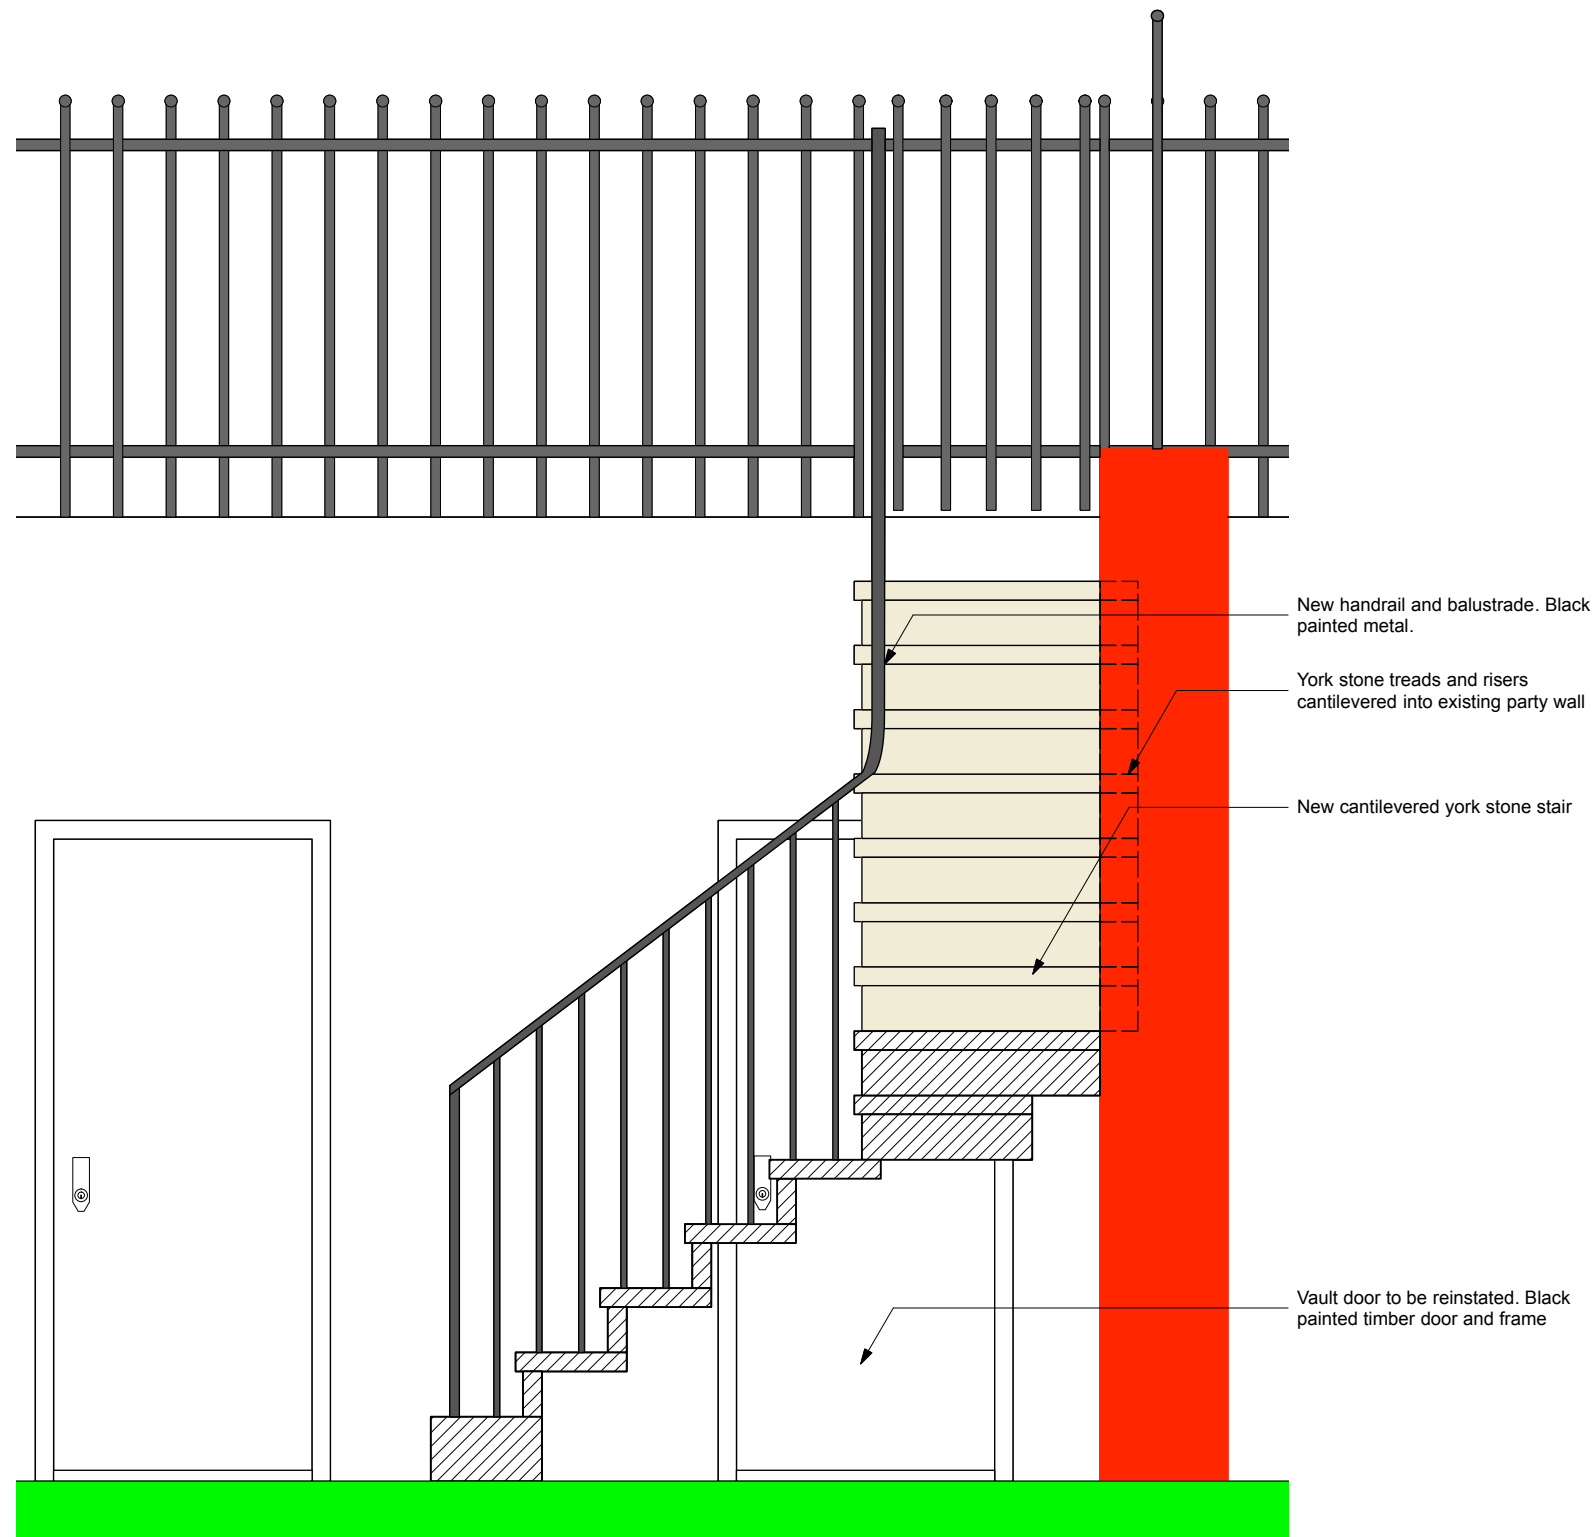 New handrail and balustrade. Black
painted metal.
York stone treads and risers
cantilevered into existing party wall
New cantilevered york stone stair
Vault door to be reinstated. Black
painted timber door and frame